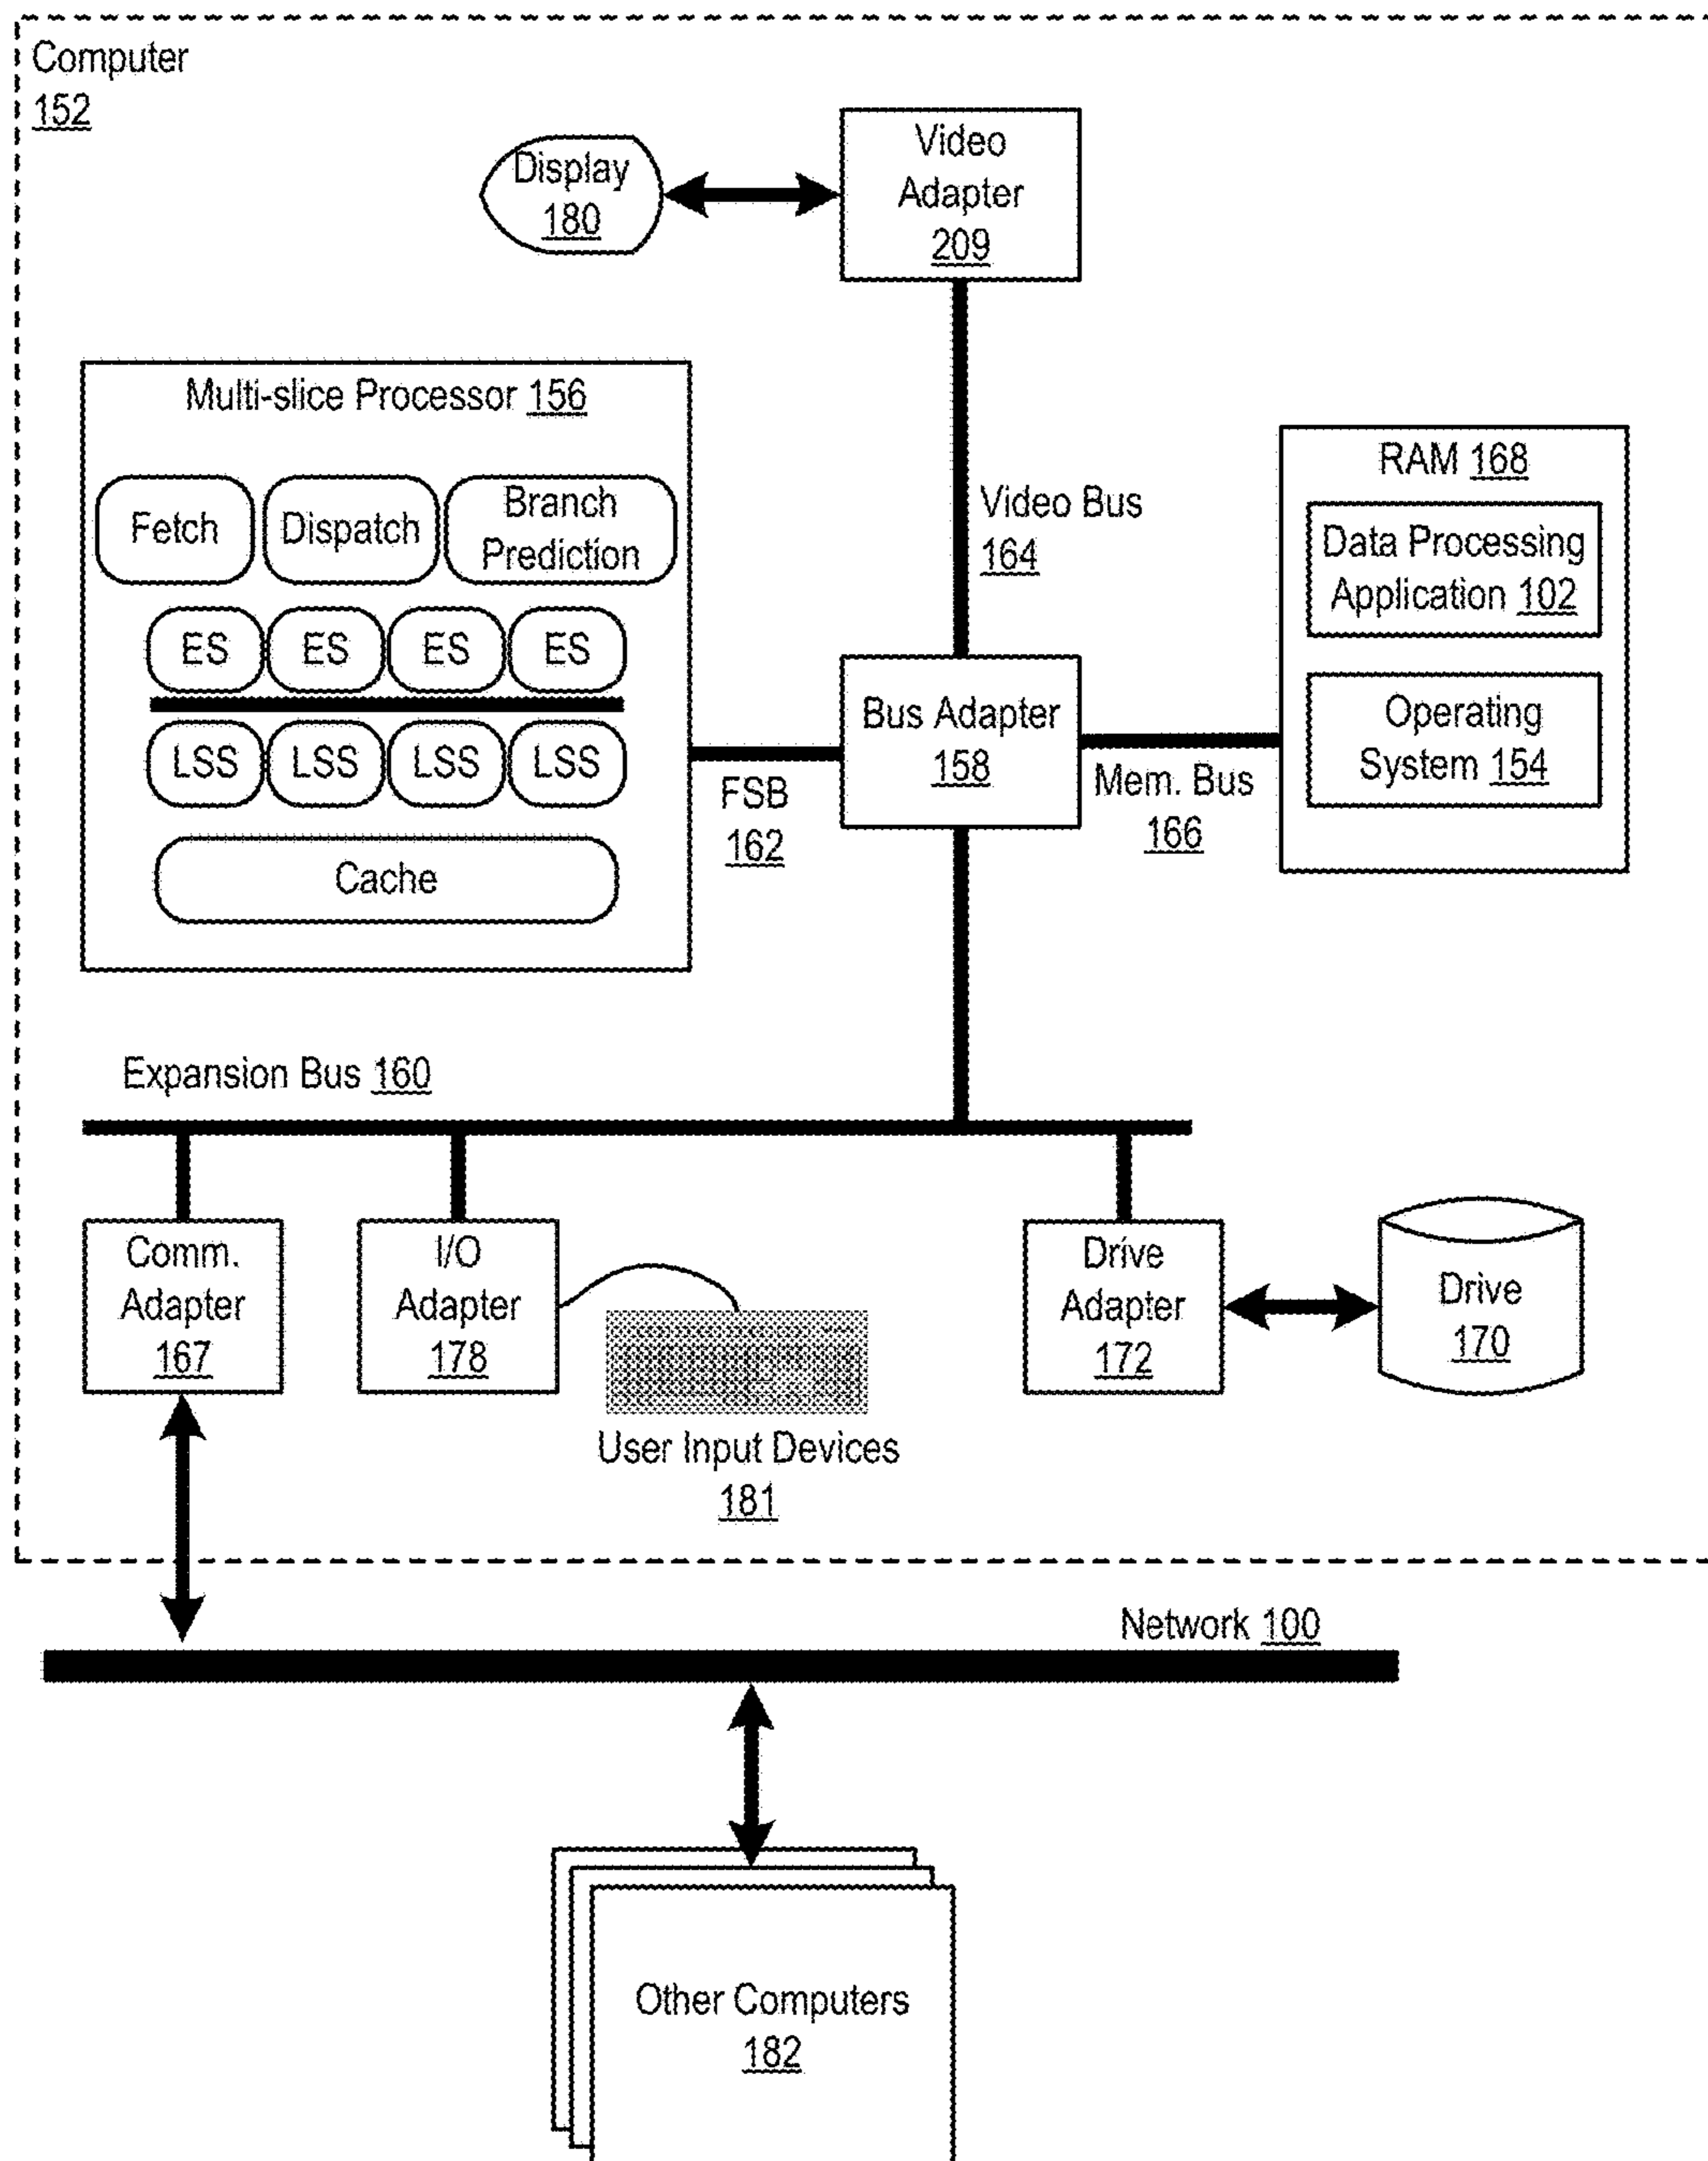 Computer
152
Display
180
Video
Adapter
209
Multi-slice Processor 156
Fetch
Dispatch
Branch
Prediction
ES
ES
ES
ES
LSS
LSS
LSS
LSS
Cache
Video Bus
164
RAM 168
Data Processing
Application 102
Operating
System 154
Bus Adapter
158
FSB
162
Mem. Bus
166
Expansion Bus 160
Comm.
Adapter
167
I/O
Adapter
178
User Input Devices
181
Drive
Adapter
172
Drive
170
Network 100
Other Computers
182